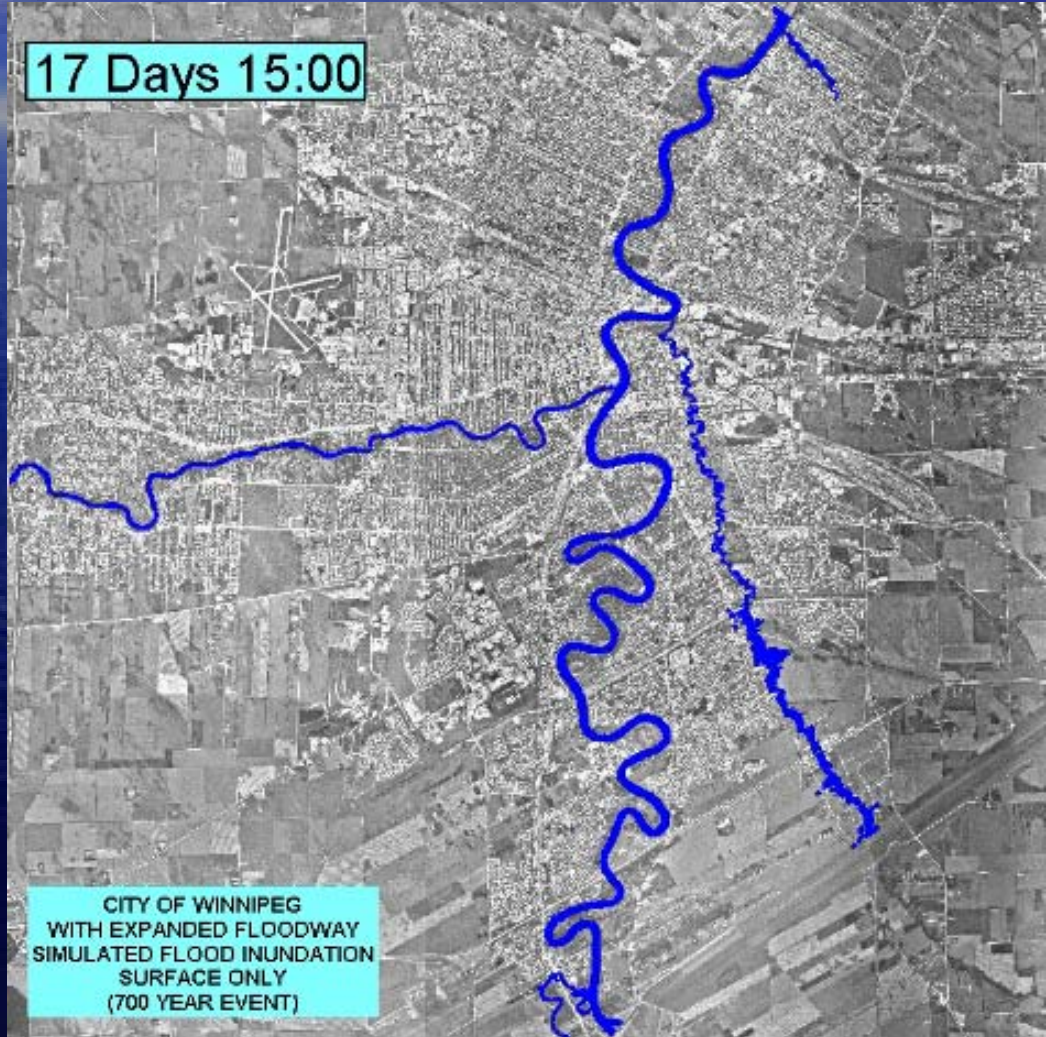 17 Days 15:00
CITY OF WINNIPEG
WITH EXPANDED FLOODWAY
SIMULATED FLOOD INUNDATION
SURFACE ONLY
(700 YEAR EVENT)